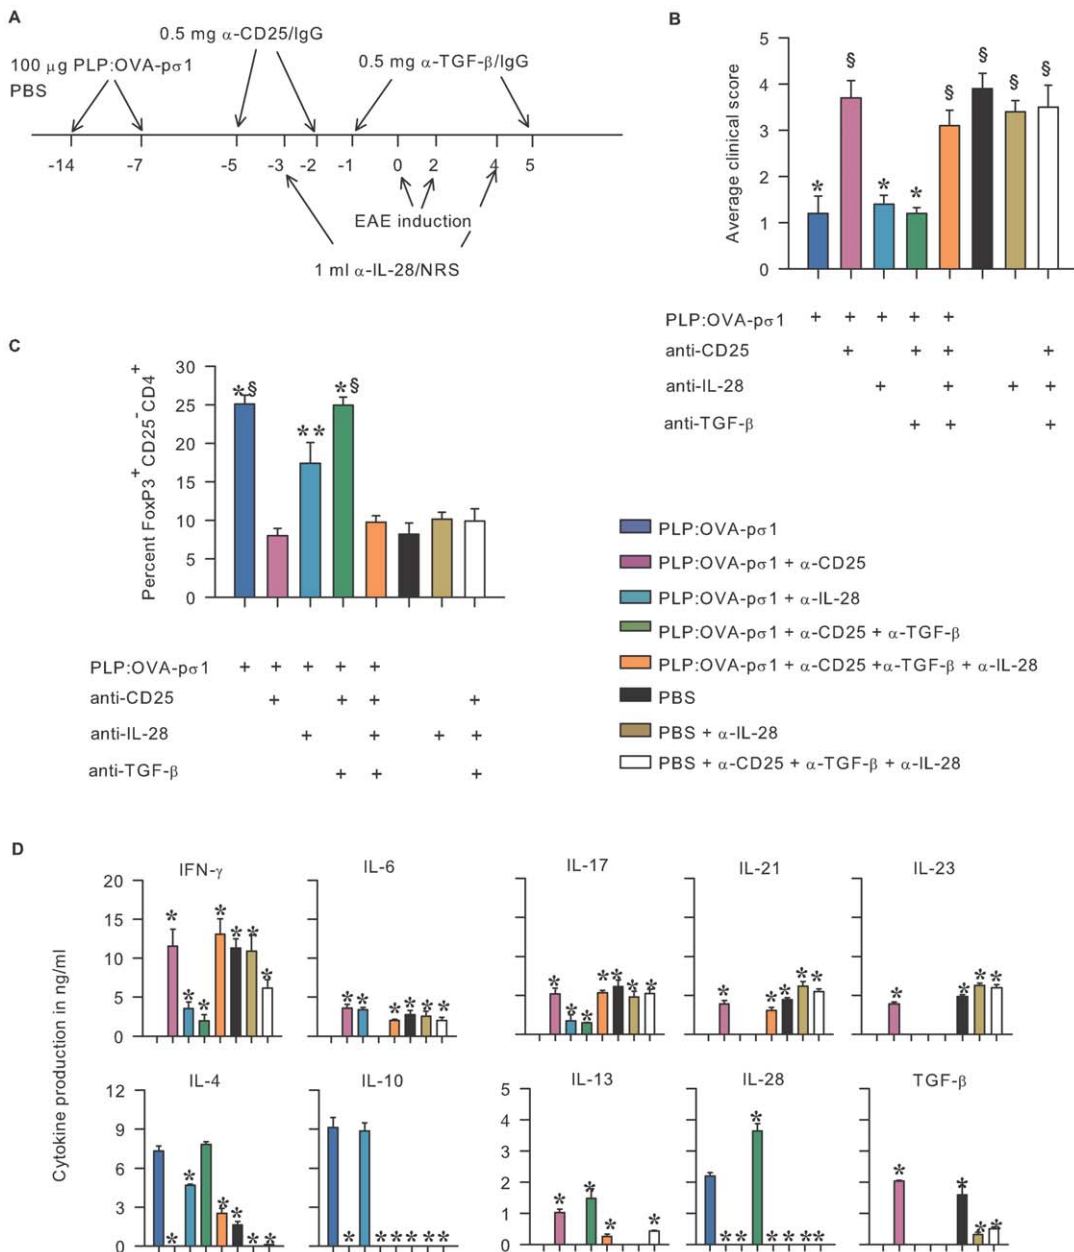 A
0.5 mg α-CD25/IgG
100 µg PLP:OVA-pσ1
PBS
0.5 mg α-TGF-β/IgG
-14 -7 -5 -3 -2 -1 0 2 4 5
EAE induction
1 ml α-IL-28/NRS
B
Average clinical score
5
4
3
2
1
0
* § * * § § § §
PLP:OVA-pσ1 + + + + +
anti-CD25 + + + +
anti-IL-28 + + + +
anti-TGF-β + + +
C
Percent FoxP3+ CD25- CD4+
30
25
20
15
10
5
0
*§ ** *§
PLP:OVA-pσ1 + + + + +
anti-CD25 + + + +
anti-IL-28 + + + +
anti-TGF-β + + +
PLP:OVA-pσ1
PLP:OVA-pσ1 + α-CD25
PLP:OVA-pσ1 + α-IL-28
PLP:OVA-pσ1 + α-CD25 + α-TGF-β
PLP:OVA-pσ1 + α-CD25 +α-TGF-β + α-IL-28
PBS
PBS + α-IL-28
PBS + α-CD25 + α-TGF-β + α-IL-28
D
Cytokine production in ng/ml
IFN-γ IL-6 IL-17 IL-21 IL-23
20
15
10
5
0
* * * * * * *
* * * * * *
* * * * * * *
* * * * *
* * * *
IL-4 IL-10 IL-13 IL-28 TGF-β
12
9
6
3
0
5
4
3
2
1
0
* * * * * *
* * * * * *
* * * *
* * * * * * *
* * * *